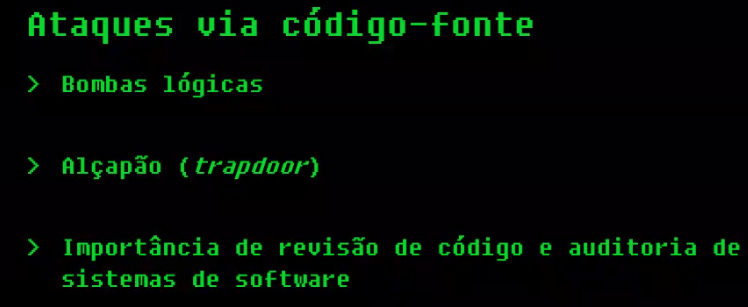 Ataques via código-fonte
> Bombas lógicas
> Alçapão (trapdoor)
> Importância de revisão de código e auditoria de
sistemas de software